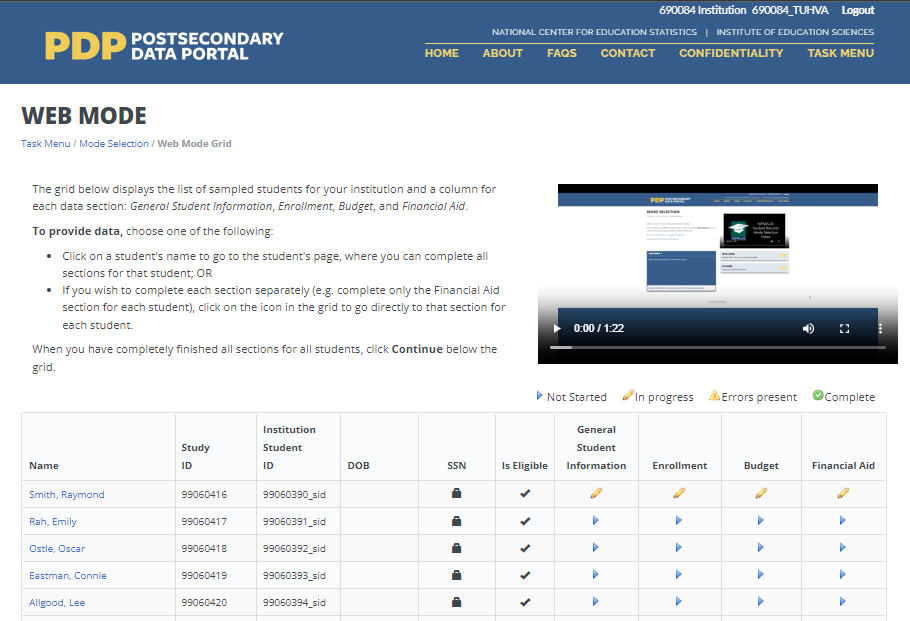 690084 Institution 690084_TUHVA Logout
NATIONAL CENTER FOR EDUCATION STATISTICS | INSTITUTE OF EDUCATION SCIENCES
PDP POSTSECONDARY
DATA PORTAL
HOME ABOUT FAQS CONTACT CONFIDENTIALITY TASK MENU
WEB MODE
Task Menu / Mode Selection / Web Mode Grid
The grid below displays the list of sampled students for your institution and a column for
each data section: General Student Information, Enrollment, Budget, and Financial Aid.
To provide data, choose one of the following:
• Click on a student's name to go to the student's page, where you can complete all
sections for that student; OR
• If you wish to complete each section separately (e.g. complete only the Financial Aid
section for each student), click on the icon in the grid to go directly to that section for
each student.
When you have completely finished all sections for all students, click Continue below the
grid.
PDP POSTSECONDARY
DATA PORTAL
MODE SELECTION
Student Records
Mode Selection
Video
0:00 / 1:22
Not Started In progress Errors present Complete
Name Study ID Institution Student ID DOB SSN Is Eligible General Student Information Enrollment Budget Financial Aid
Smith, Raymond 99060416 99060390_sid
Rah, Emily 99060417 99060391_sid
Ostle, Oscar 99060418 99060392_sid
Eastman, Connie 99060419 99060393_sid
Allgood, Lee 99060420 99060394_sid